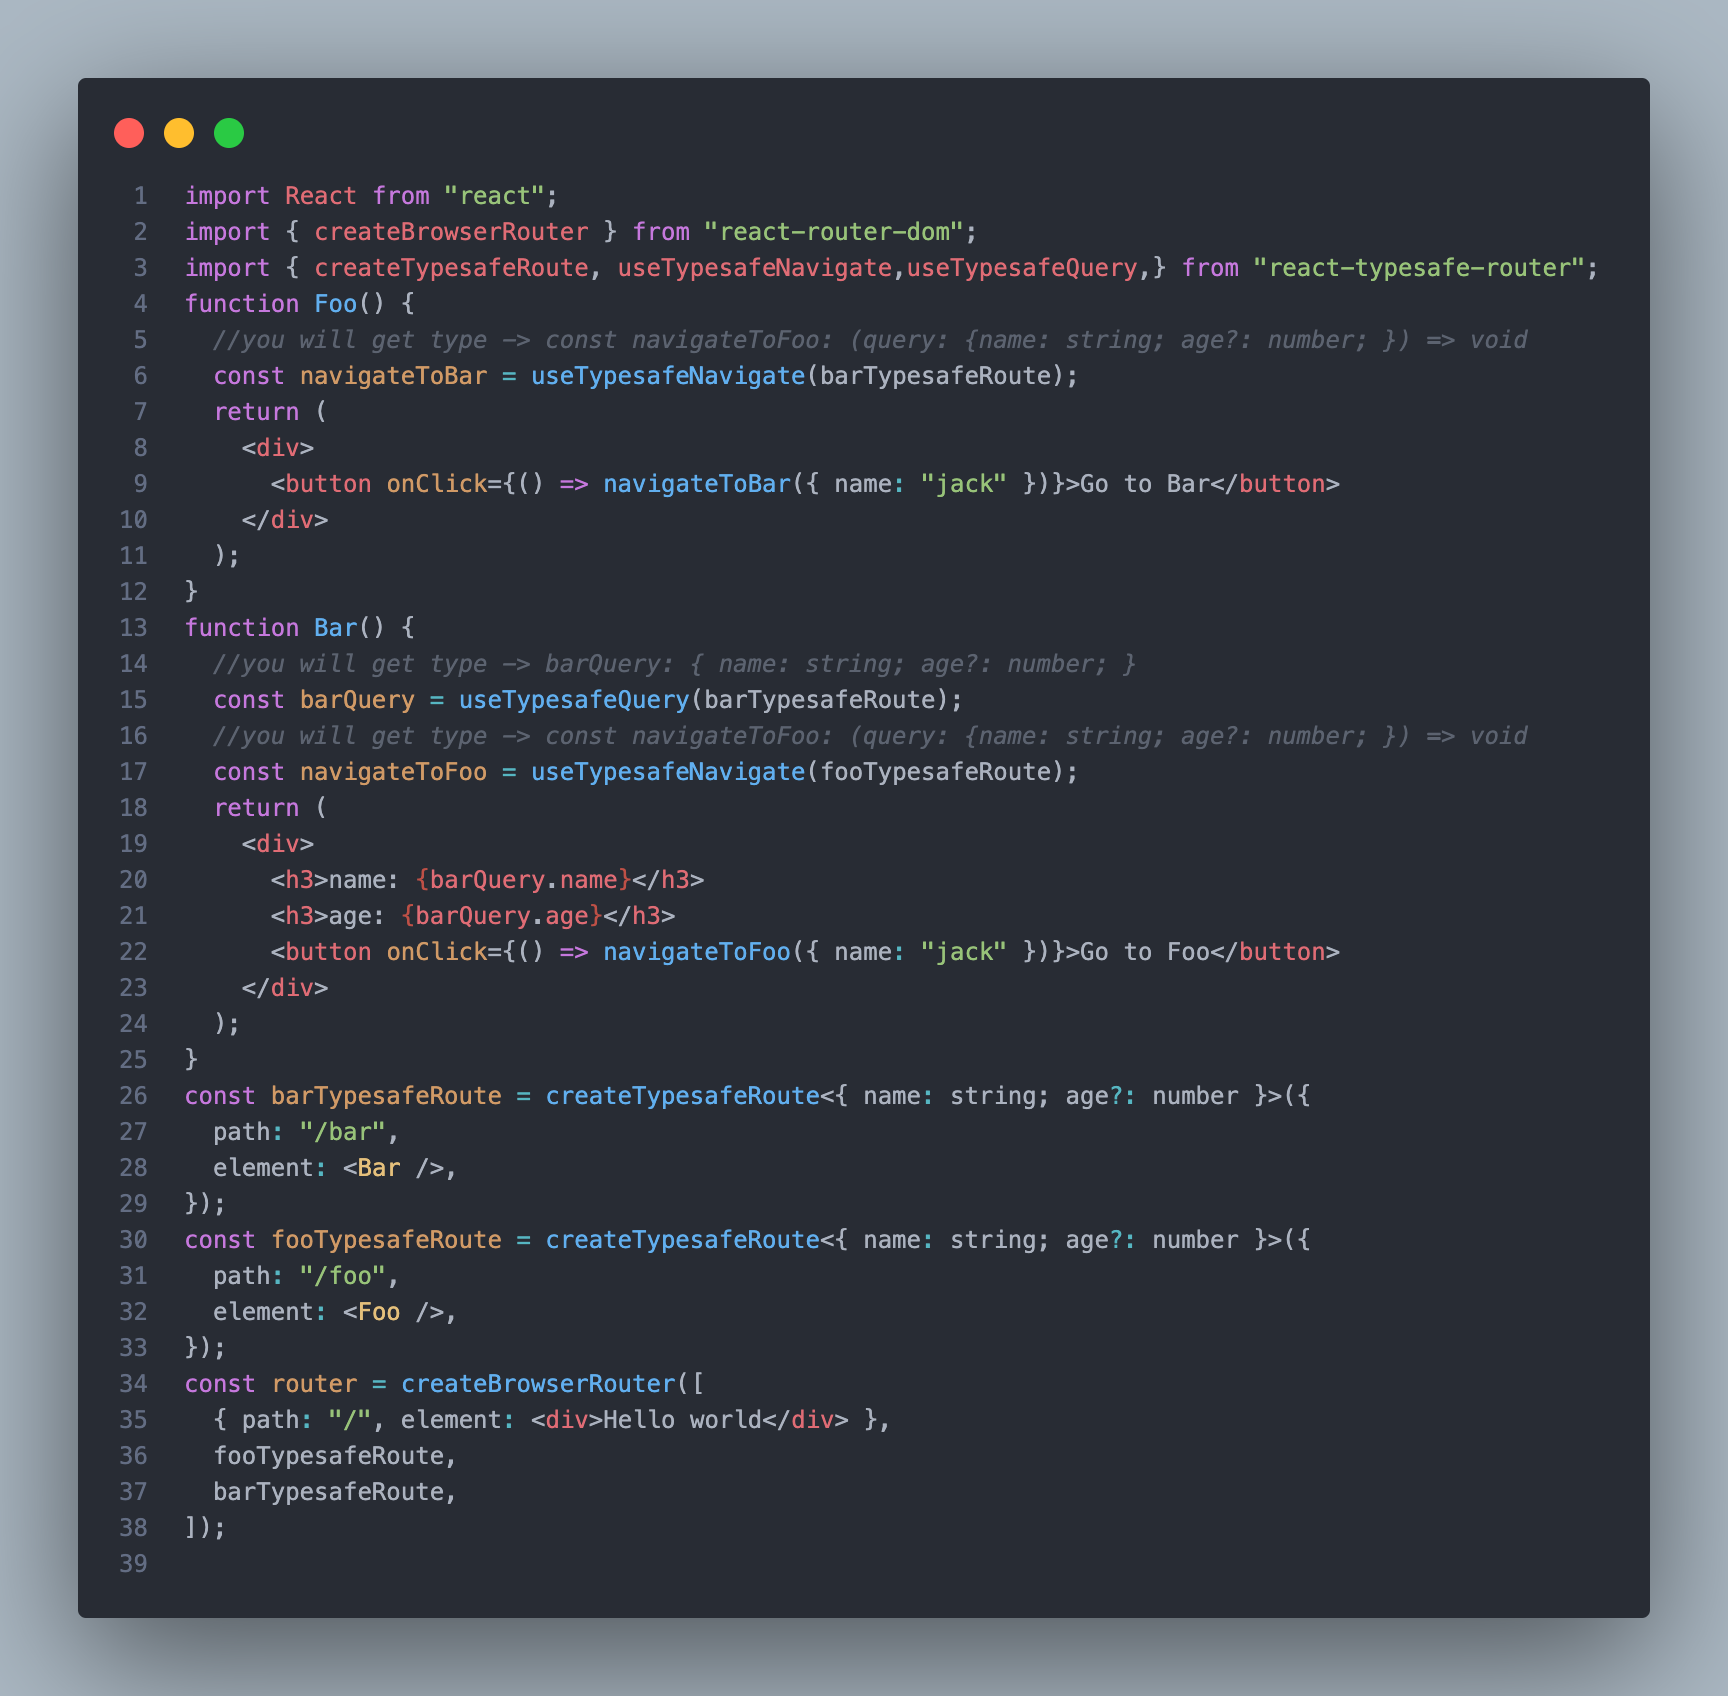 1 import React from "react";
2 import { createBrowserRouter } from "react-router-dom";
3 import { createTypesafeRoute, useTypesafeNavigate,useTypesafeQuery,} from "react-typesafe-router";
4 function Foo() {
5   //you will get type -> const navigateToFoo: (query: {name: string; age?: number; }) => void
6   const navigateToBar = useTypesafeNavigate(barTypesafeRoute);
7   return (
8     <div>
9       <button onClick={() => navigateToBar({ name: "jack" })}>Go to Bar</button>
10     </div>
11   );
12 }
13 function Bar() {
14   //you will get type -> barQuery: { name: string; age?: number; }
15   const barQuery = useTypesafeQuery(barTypesafeRoute);
16   //you will get type -> const navigateToFoo: (query: {name: string; age?: number; }) => void
17   const navigateToFoo = useTypesafeNavigate(fooTypesafeRoute);
18   return (
19     <div>
20       <h3>name: {barQuery.name}</h3>
21       <h3>age: {barQuery.age}</h3>
22       <button onClick={() => navigateToFoo({ name: "jack" })}>Go to Foo</button>
23     </div>
24   );
25 }
26 const barTypesafeRoute = createTypesafeRoute<{ name: string; age?: number }>({
27   path: "/bar",
28   element: <Bar />,
29 });
30 const fooTypesafeRoute = createTypesafeRoute<{ name: string; age?: number }>({
31   path: "/foo",
32   element: <Foo />,
33 });
34 const router = createBrowserRouter([
35   { path: "/", element: <div>Hello world</div> },
36   fooTypesafeRoute,
37   barTypesafeRoute,
38 ]);
39